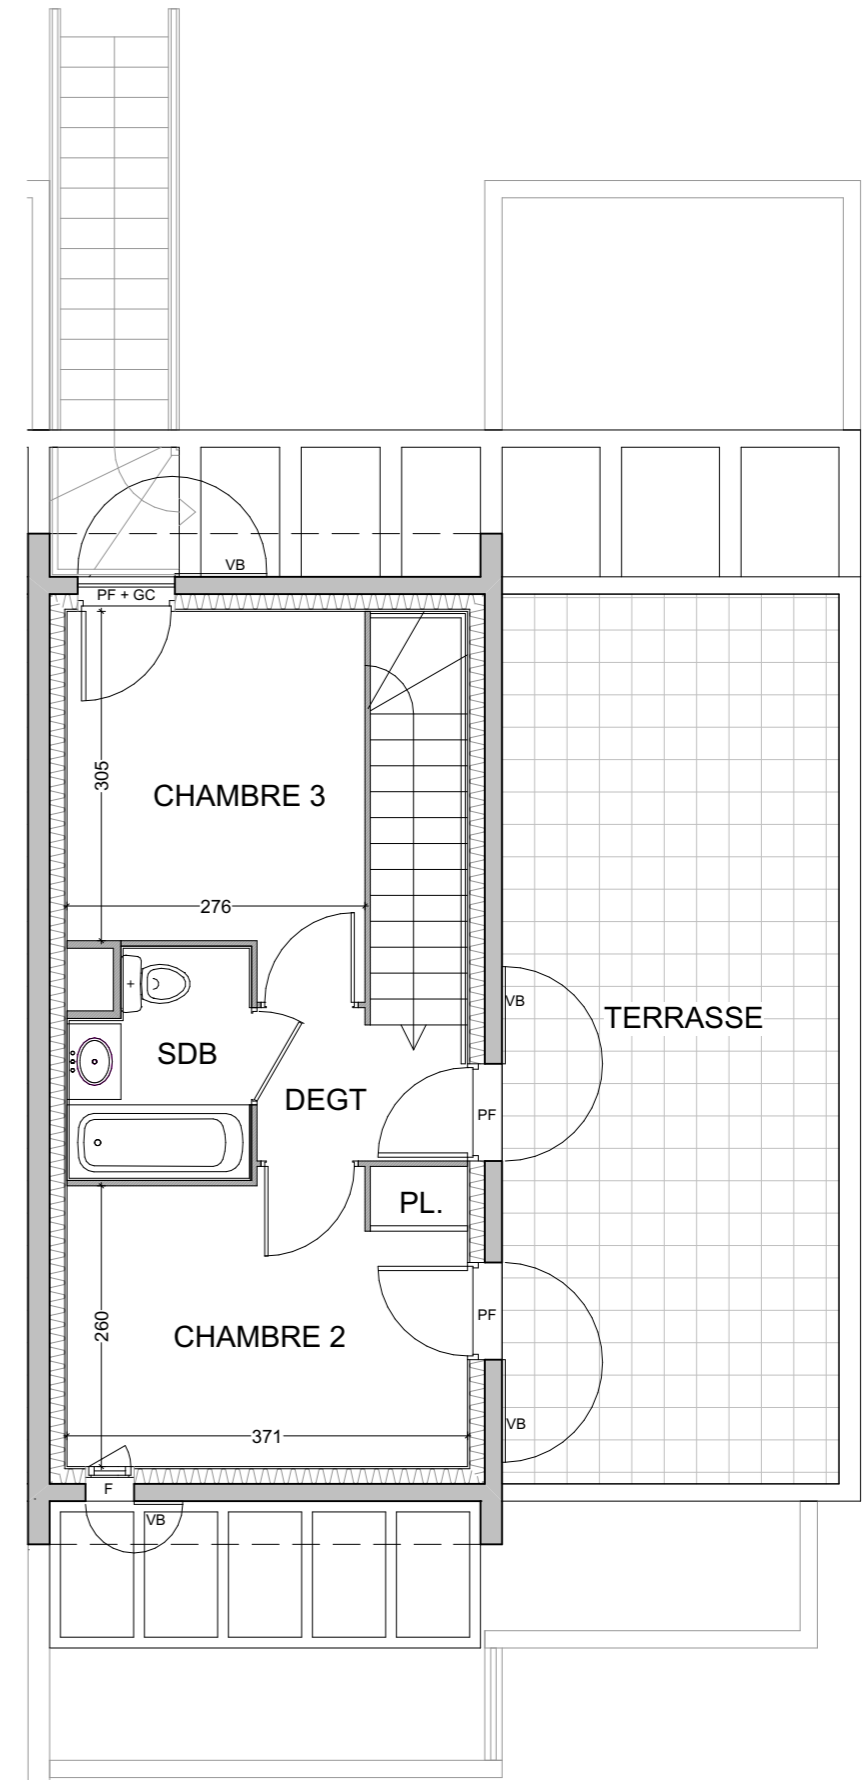 VB
PF + GC
305
CHAMBRE 3
276
VB
TERRASSE
SDB
DEGT
PF
PL.
PF
260
CHAMBRE 2
VB
371
F
VB